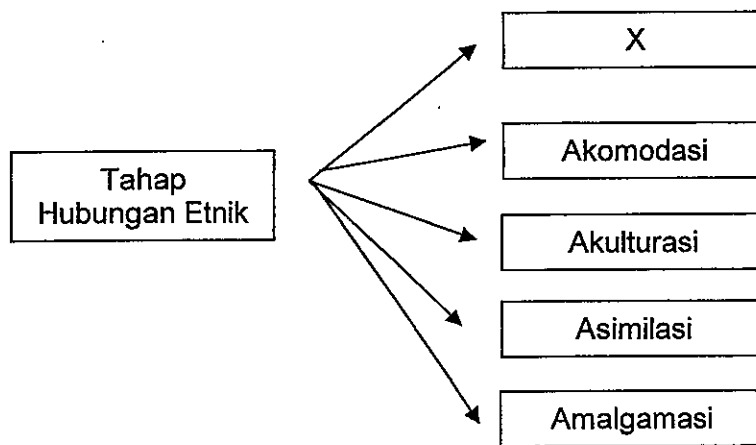 X
Akomodasi
Tahap
Hubungan Etnik
Akulturasi
Asimilasi
Amalgamasi